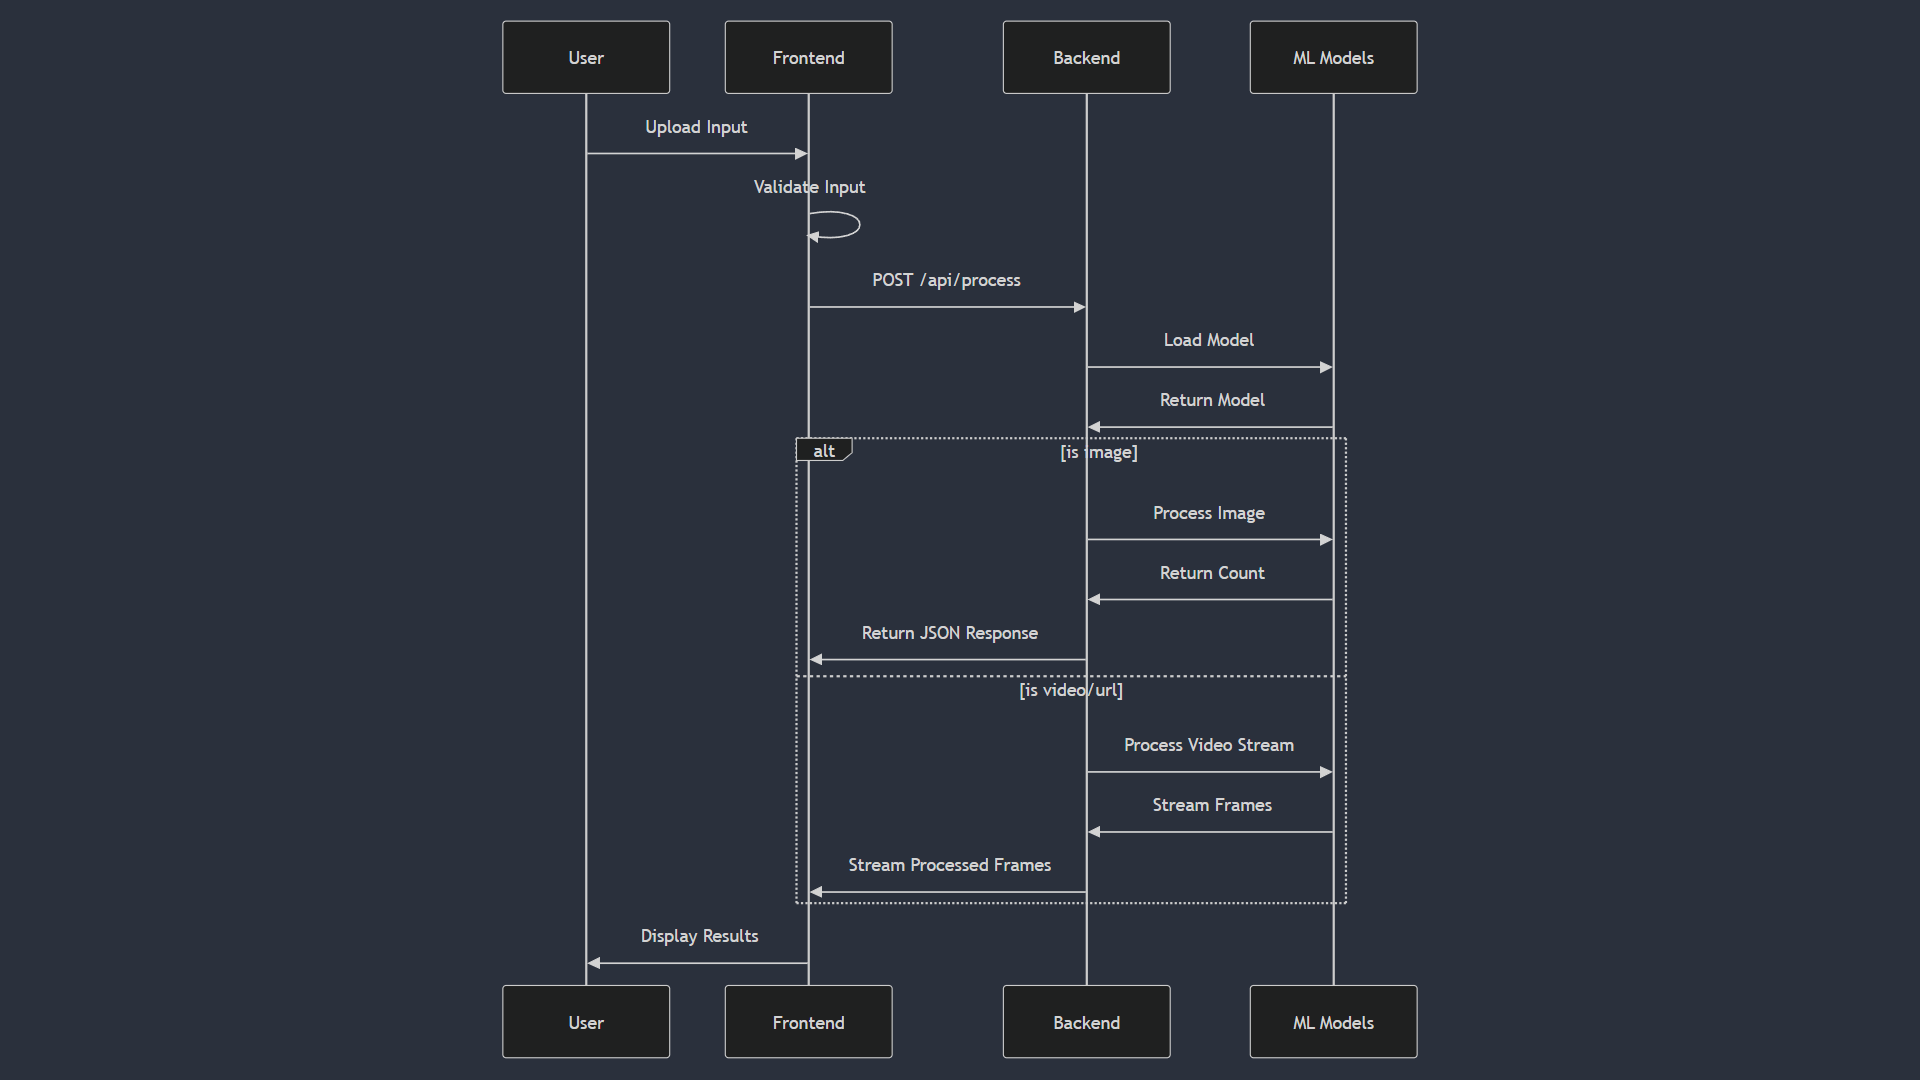 User
Frontend
Backend
ML Models
Upload Input
Validate Input
POST /api/process
Load Model
Return Model
alt
[is image]
Process Image
Return Count
Return JSON Response
[is video/url]
Process Video Stream
Stream Frames
Stream Processed Frames
Display Results
User
Frontend
Backend
ML Models